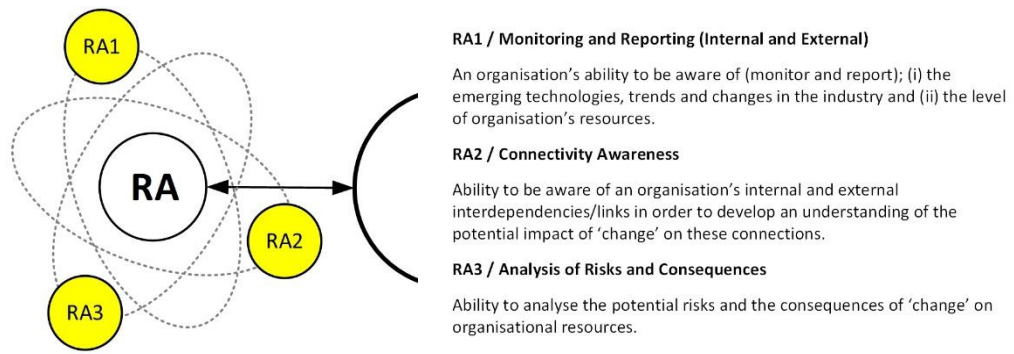 RA1
RA
RA2
RA3
RA1 / Monitoring and Reporting (Internal and External)
An organisation’s ability to be aware of (monitor and report); (i) the
emerging technologies, trends and changes in the industry and (ii) the level
of organisation’s resources.
RA2 / Connectivity Awareness
Ability to be aware of an organisation’s internal and external
interdependencies/links in order to develop an understanding of the
potential impact of ‘change’ on these connections.
RA3 / Analysis of Risks and Consequences
Ability to analyse the potential risks and the consequences of ‘change’ on
organisational resources.